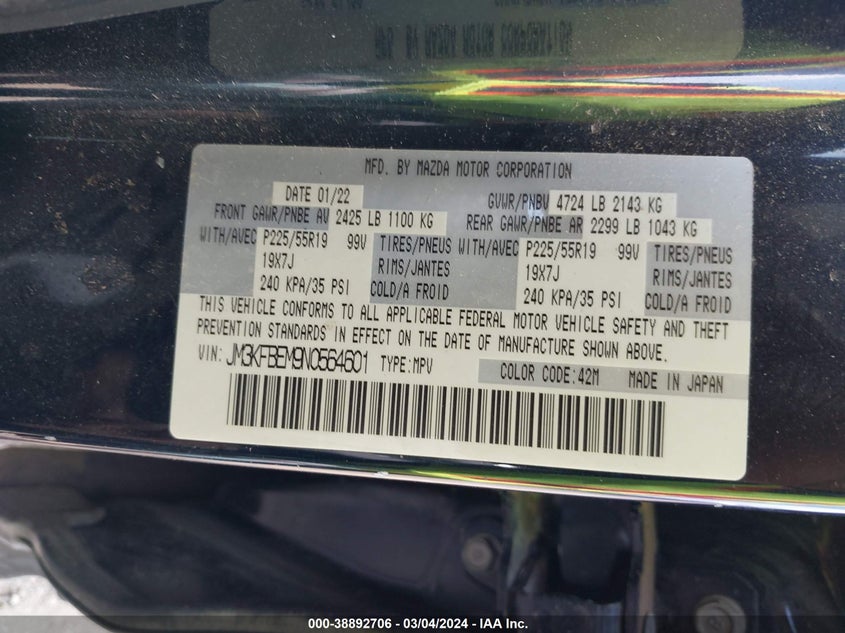 MFD. BY MAZDA MOTOR CORPORATION
DATE 01/22 GVWR/PNBV 4724 LB 2143 KG
FRONT GAWR/PNBE AV 2425 LB 1100 KG REAR GAWR/PNBE AR 2299 LB 1043 KG
WITH/AVEC P225/55R19 99V TIRES/PNEUS WITH/AVEC P225/55R19 99V TIRES/PNEUS
19X7J RIMS/JANTES 19X7J RIMS/JANTES
240 KPA/35 PSI COLD/A FROID 240 KPA/35 PSI COLD/A FROID
THIS VEHICLE CONFORMS TO ALL APPLICABLE FEDERAL MOTOR VEHICLE SAFETY AND THEFT
PREVENTION STANDARDS IN EFFECT ON THE DATE OF MANUFACTURE SHOWN ABOVE.
VIN: JM3KFBEM9N0564601 TYPE:MPV COLOR CODE:42M MADE IN JAPAN
000-38892706 - 03/04/2024 - IAA Inc.